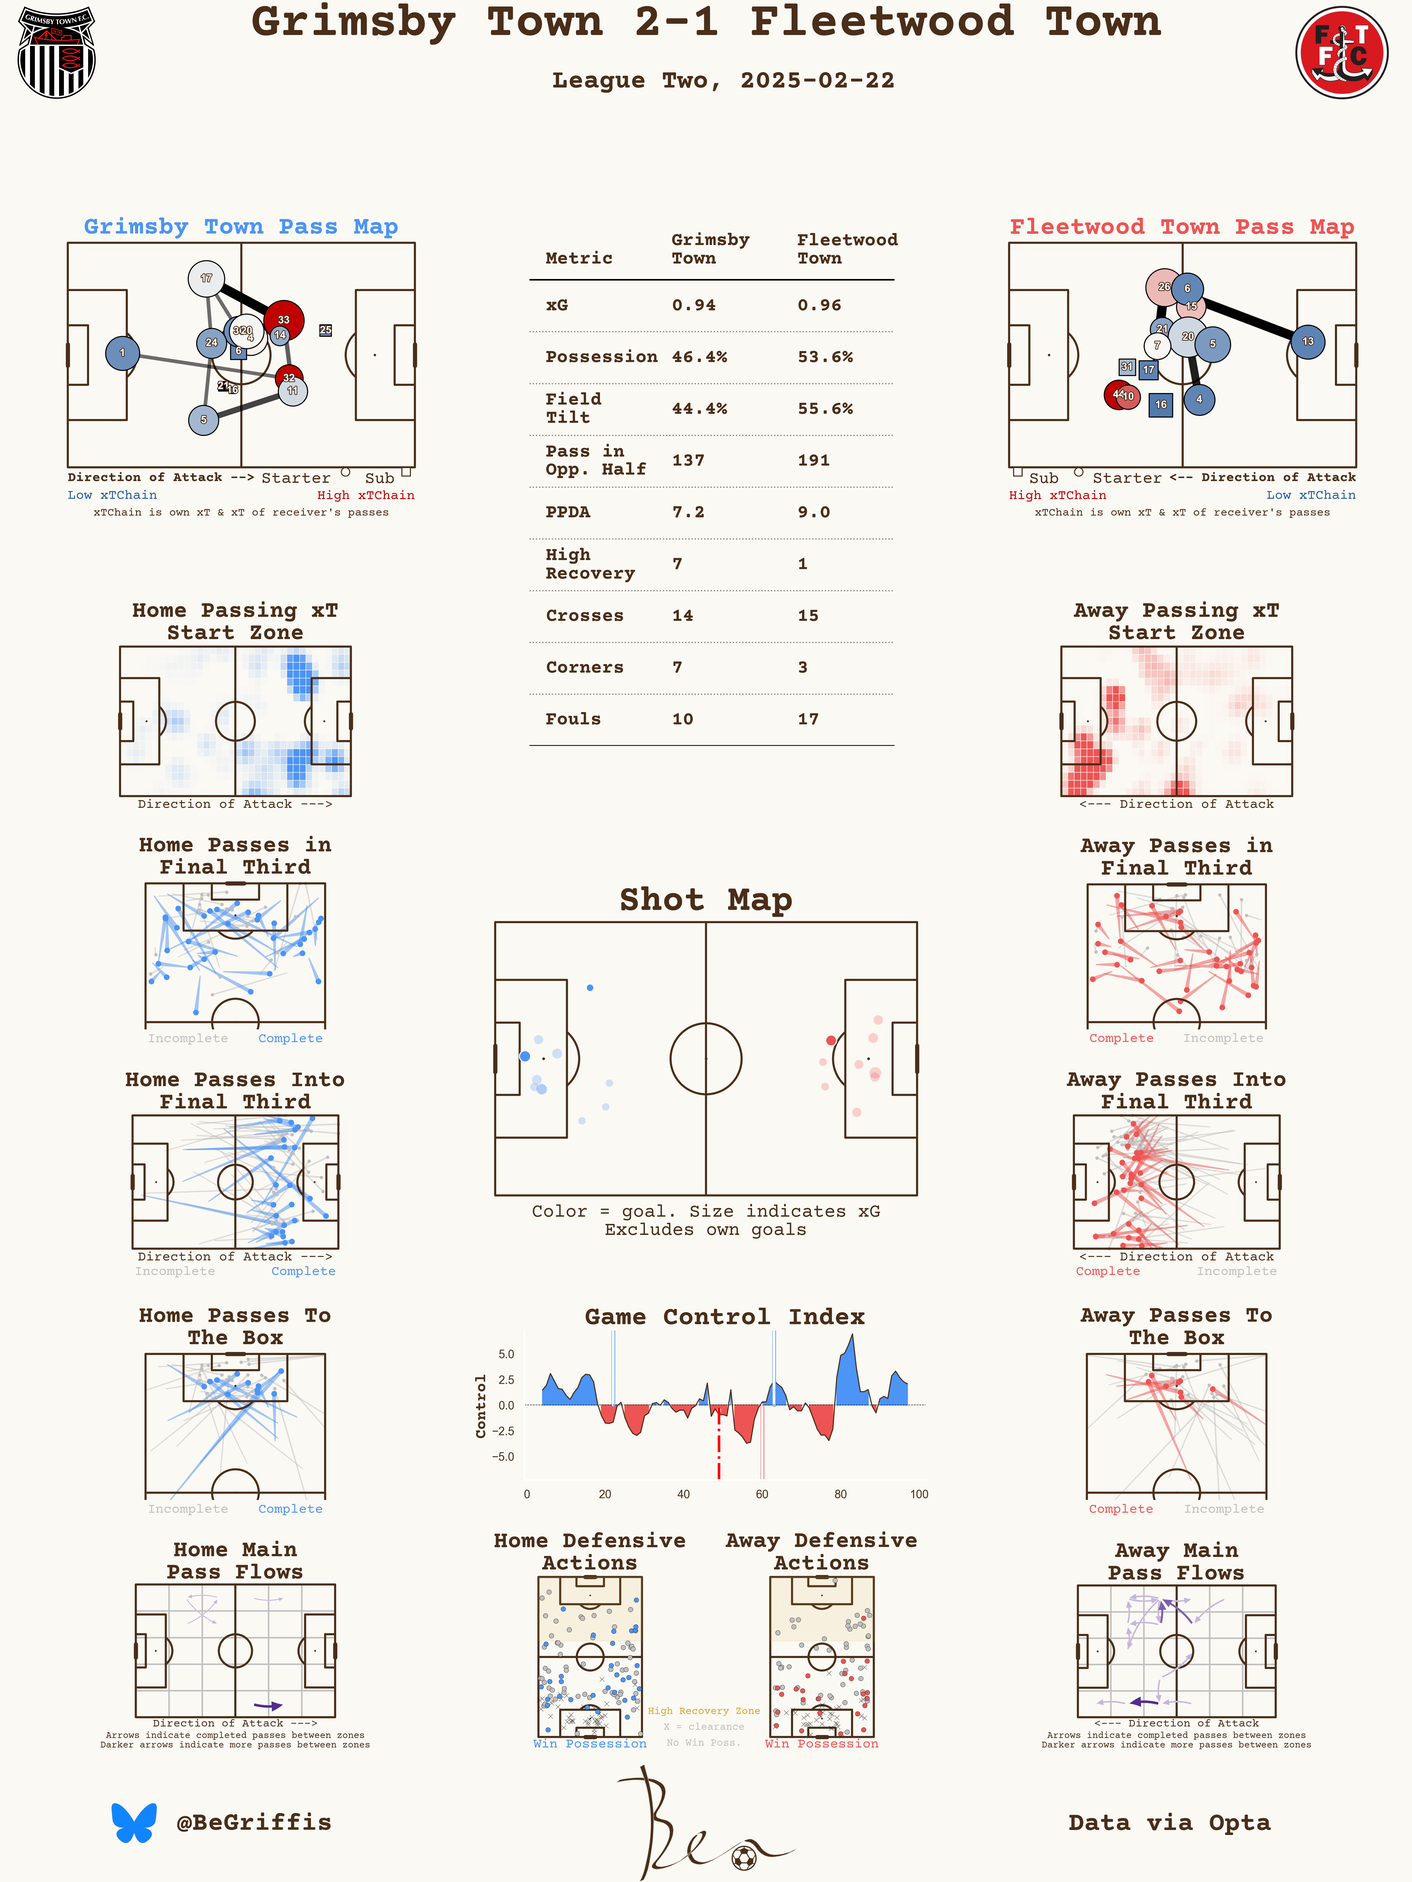 Grimsby Town 2-1 Fleetwood Town
League Two, 2025-02-22
GRIMSBY TOWN F.C.
F T
F C
Grimsby Town Pass Map
17
33
25
30
20
4
14
24
6
1
32
21
16
11
5
Direction of Attack --> Starter Sub
Low xTChain High xTChain
xTChain is own xT & xT of receiver's passes
Metric Grimsby Town Fleetwood Town
xG 0.94 0.96
Possession 46.4% 53.6%
Field Tilt 44.4% 55.6%
Pass in Opp. Half 137 191
PPDA 7.2 9.0
High Recovery 7 1
Crosses 14 15
Corners 7 3
Fouls 10 17
Fleetwood Town Pass Map
26
6
15
21
20
7
5
13
31
17
44
10
16
4
Sub Starter <-- Direction of Attack
High xTChain Low xTChain
xTChain is own xT & xT of receiver's passes
Home Passing xT
Start Zone
Direction of Attack --->
Away Passing xT
Start Zone
<--- Direction of Attack
Home Passes in
Final Third
Incomplete Complete
Away Passes in
Final Third
Complete Incomplete
Shot Map
Color = goal. Size indicates xG
Excludes own goals
Home Passes Into
Final Third
Direction of Attack --->
Incomplete Complete
Away Passes Into
Final Third
<--- Direction of Attack
Complete Incomplete
Home Passes To
The Box
Incomplete Complete
Game Control Index
Control
5.0
2.5
0.0
−2.5
−5.0
0 20 40 60 80 100
Away Passes To
The Box
Complete Incomplete
Home Main
Pass Flows
Direction of Attack --->
Arrows indicate completed passes between zones
Darker arrows indicate more passes between zones
Home Defensive
Actions
Win Possession
Away Defensive
Actions
Win Possession
High Recovery Zone
X = clearance
No Win Poss.
Away Main
Pass Flows
<--- Direction of Attack
Arrows indicate completed passes between zones
Darker arrows indicate more passes between zones
@BeGriffis
Ben
Data via Opta